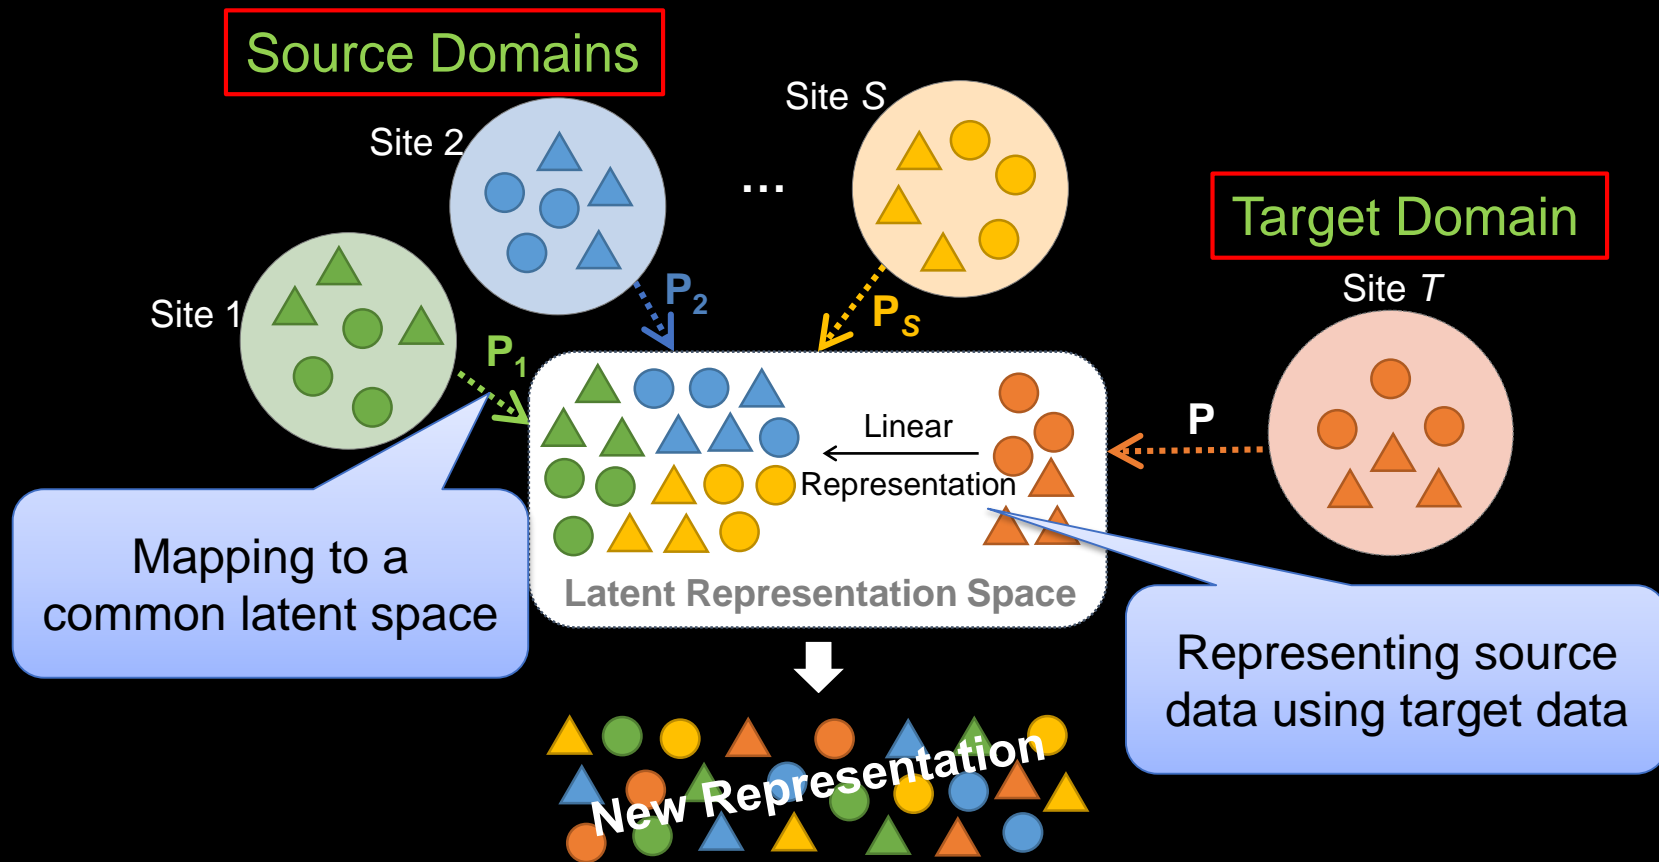 Source Domains
Site S
Site 2
...
Target Domain
Site T
Site 1
P2
PS
P1
P
Linear
Representation
Mapping to a
common latent space
Latent Representation Space
Representing source
data using target data
New Representation